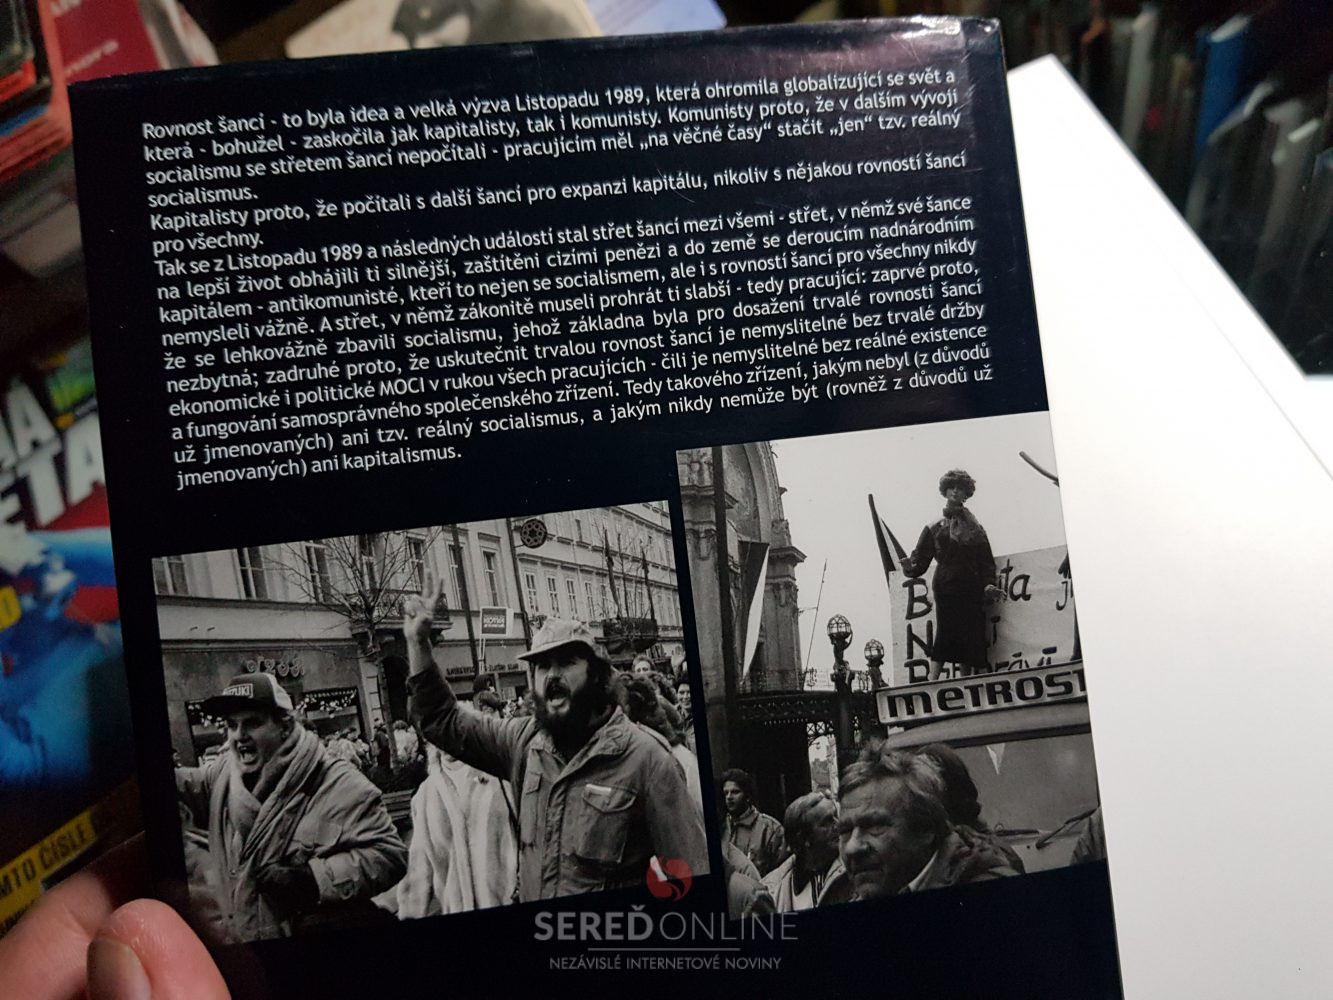 Rovnost šancí - to byla idea a velká výzva Listopadu 1989, která ohromila globalizující se svět a
která - bohužel - zaskočila jak kapitalisty, tak i komunisty. Komunisty proto, že v dalším vývoji
socialismu se střetem šancí nepočítali - pracujícím měl „na věčné časy“ stačit „jen“ tzv. reálný
socialismus.
Kapitalisty proto, že počítali s další šancí pro expanzi kapitálu, nikoliv s nějakou rovností šancí
pro všechny.
Tak se z Listopadu 1989 a následných událostí stal střet šancí mezi všemi - střet, v němž své šance
na lepší život obhájili ti silnější, zaštítěni cizími penězi a do země se deroucím nadnárodním
kapitálem - antikomunisté, kteří to nejen se socialismem, ale i s rovností šancí pro všechny nikdy
nemysleli vážně. A střet, v němž zákonitě museli prohrát ti slabší - tedy pracující: zaprvé proto,
že se lehkovážně zbavili socialismu, jehož základna byla pro dosažení trvalé rovnosti šancí
nezbytná; zadruhé proto, že uskutečnit trvalou rovnost šancí je nemyslitelné bez trvalé držby
ekonomické i politické MOCI v rukou všech pracujících - čili je nemyslitelné bez reálné existence
a fungování samosprávného společenského zřízení. Tedy takového zřízení, jakým nebyl (z důvodů
už jmenovaných) ani tzv. reálný socialismus, a jakým nikdy nemůže být (rovněž z důvodů už
jmenovaných) ani kapitalismus.
SUZUKI
METROST
MTO ČÍSLE
SEREĎONLINE
NEZÁVISLÉ INTERNETOVÉ NOVINY